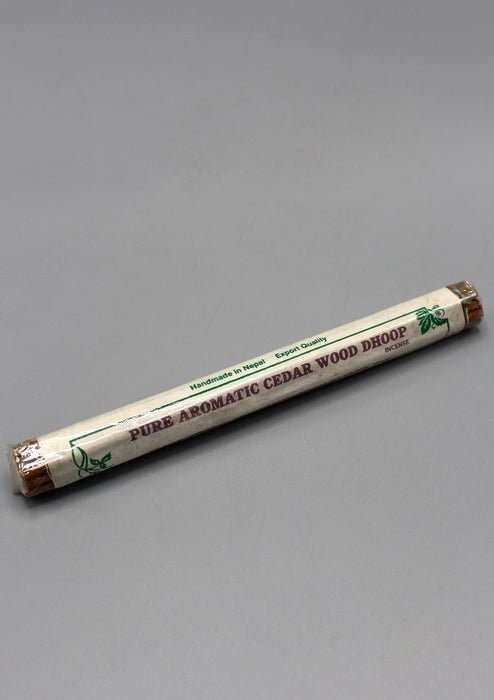 Handmade in Nepal Export Quality
PURE AROMATIC CEDAR WOOD DHOOP
INCENSE